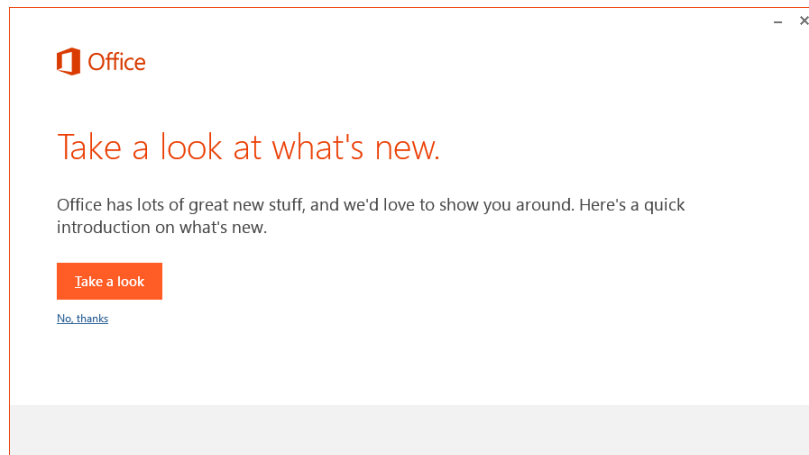 Office
Take a look at what's new.
Office has lots of great new stuff, and we'd love to show you around. Here's a quick
introduction on what's new.
Take a look
No, thanks